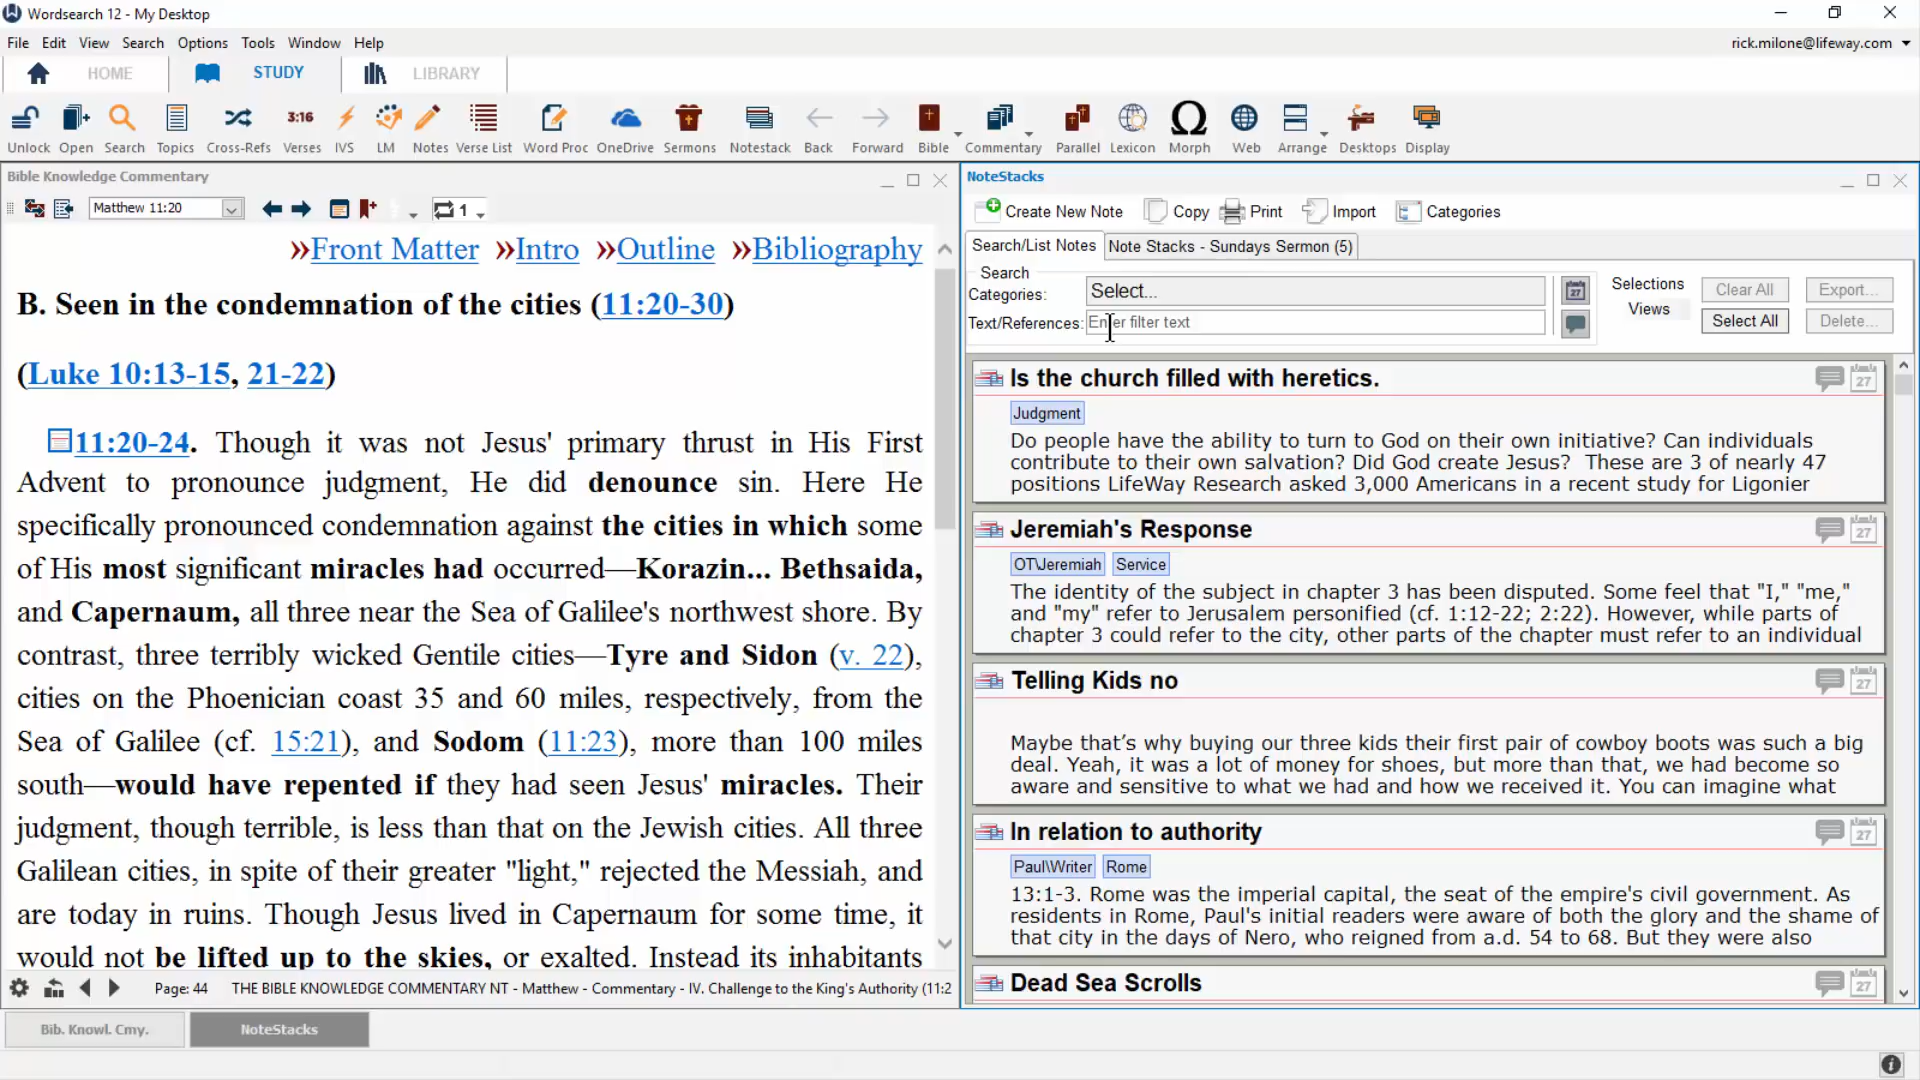 Wordsearch 12 - My Desktop
File Edit View Search Options Tools Window Help
rick.milone@lifeway.com
HOME STUDY LIBRARY
3:16
Unlock Open Search Topics Cross-Refs Verses IVS LM Notes Verse List Word Proc OneDrive Sermons Notestack Back Forward Bible Commentary Parallel Lexicon Morph Web Arrange Desktops Display
Bible Knowledge Commentary
Matthew 11:20
1
»Front Matter »Intro »Outline »Bibliography
B. Seen in the condemnation of the cities (11:20-30)
(Luke 10:13-15, 21-22)
11:20-24. Though it was not Jesus' primary thrust in His First
Advent to pronounce judgment, He did denounce sin. Here He
specifically pronounced condemnation against the cities in which some
of His most significant miracles had occurred—Korazin... Bethsaida,
and Capernaum, all three near the Sea of Galilee's northwest shore. By
contrast, three terribly wicked Gentile cities—Tyre and Sidon (v. 22),
cities on the Phoenician coast 35 and 60 miles, respectively, from the
Sea of Galilee (cf. 15:21), and Sodom (11:23), more than 100 miles
south—would have repented if they had seen Jesus' miracles. Their
judgment, though terrible, is less than that on the Jewish cities. All three
Galilean cities, in spite of their greater "light," rejected the Messiah, and
are today in ruins. Though Jesus lived in Capernaum for some time, it
would not be lifted up to the skies, or exalted. Instead its inhabitants
Page: 44 THE BIBLE KNOWLEDGE COMMENTARY NT - Matthew - Commentary - IV. Challenge to the King's Authority (11:2
NoteStacks
Create New Note Copy Print Import Categories
Search/List Notes Note Stacks - Sundays Sermon (5)
Search
Categories: Select...
27
Text/References: Enter filter text
Selections Clear All Export...
Views Select All Delete...
Is the church filled with heretics.
27
Judgment
Do people have the ability to turn to God on their own initiative? Can individuals
contribute to their own salvation? Did God create Jesus? These are 3 of nearly 47
positions LifeWay Research asked 3,000 Americans in a recent study for Ligonier
Jeremiah's Response
27
OT\Jeremiah Service
The identity of the subject in chapter 3 has been disputed. Some feel that "I," "me,"
and "my" refer to Jerusalem personified (cf. 1:12-22; 2:22). However, while parts of
chapter 3 could refer to the city, other parts of the chapter must refer to an individual
Telling Kids no
27
Maybe that's why buying our three kids their first pair of cowboy boots was such a big
deal. Yeah, it was a lot of money for shoes, but more than that, we had become so
aware and sensitive to what we had and how we received it. You can imagine what
In relation to authority
27
Paul\Writer Rome
13:1-3. Rome was the imperial capital, the seat of the empire's civil government. As
residents in Rome, Paul's initial readers were aware of both the glory and the shame of
that city in the days of Nero, who reigned from a.d. 54 to 68. But they were also
Dead Sea Scrolls
27
Bib. Knowl. Cmy. NoteStacks